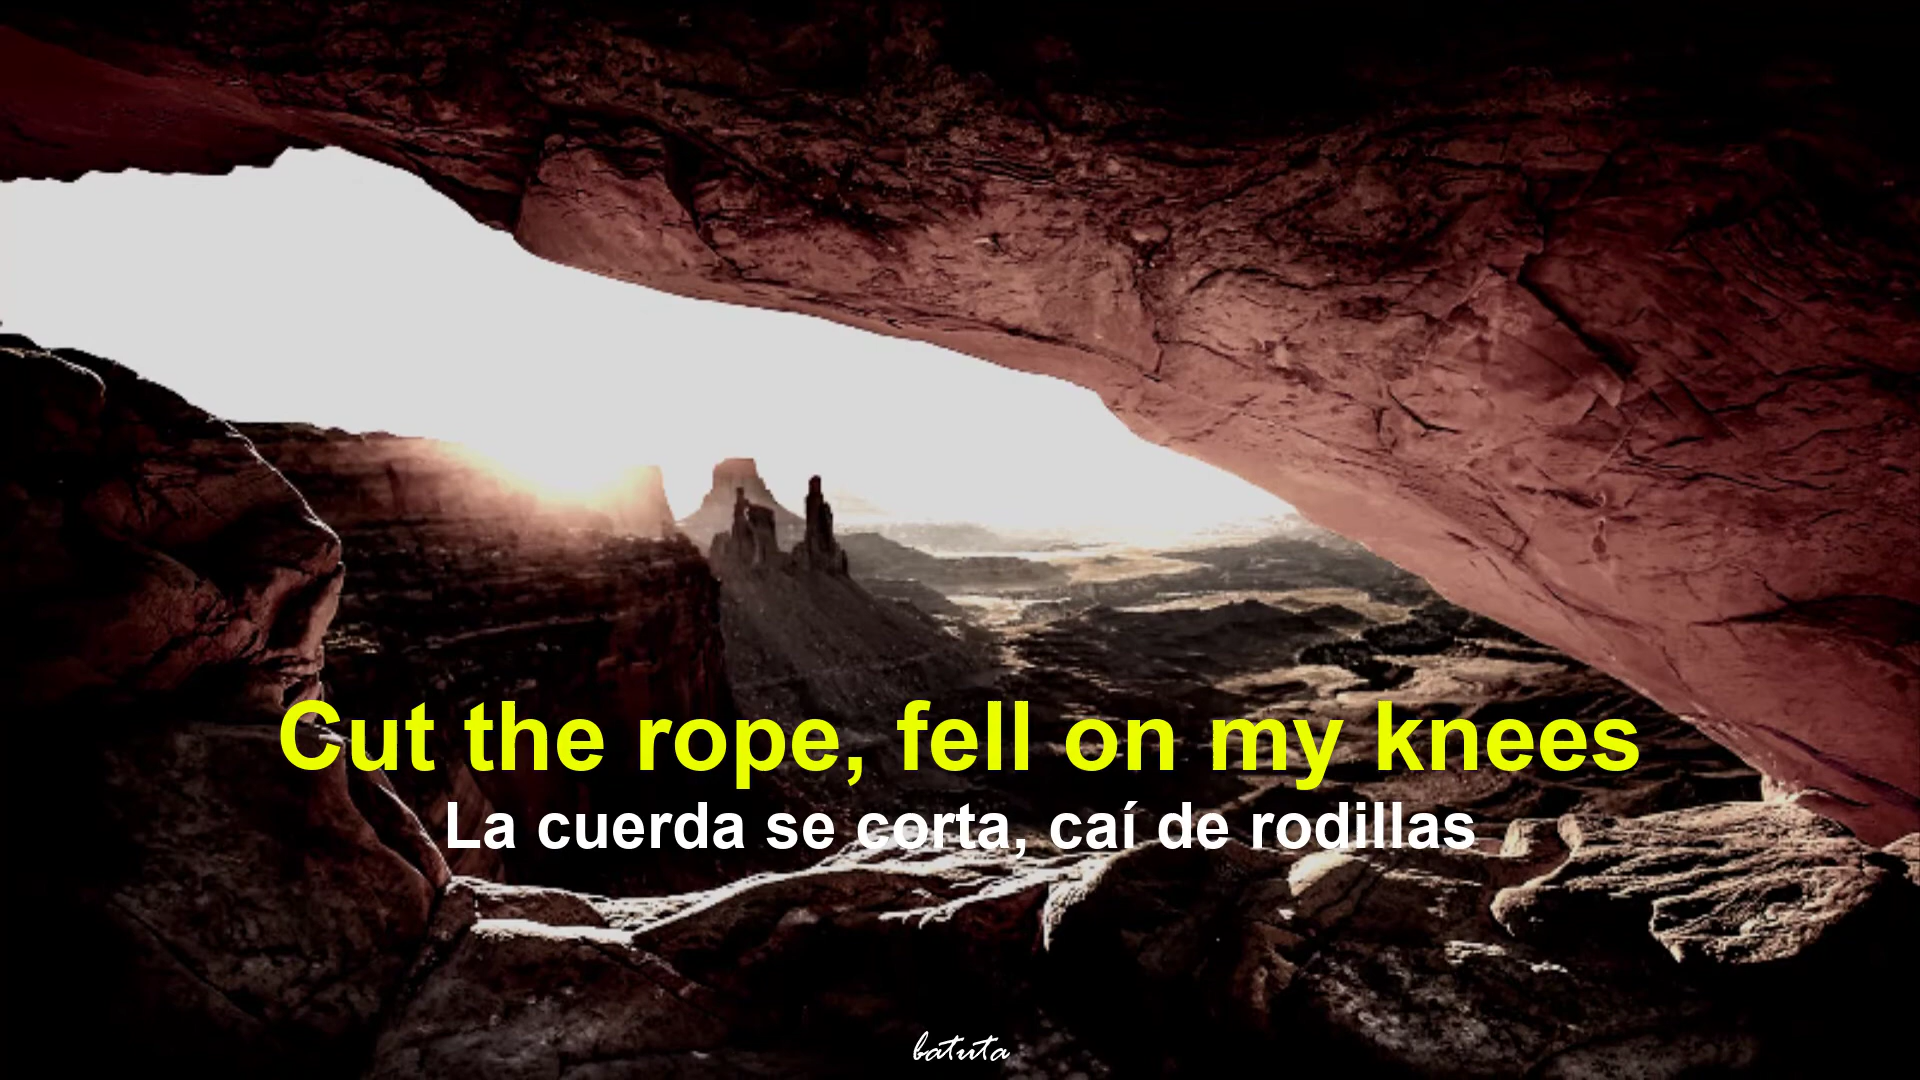 Cut the rope, fell on my knees
La cuerda se corta, caí de rodillas
batuta